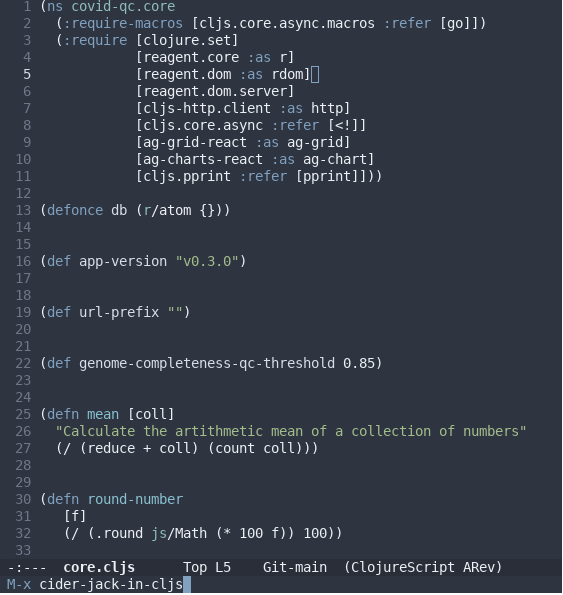 1 (ns covid-qc.core
2   (:require-macros [cljs.core.async.macros :refer [go]])
3   (:require [clojure.set]
4             [reagent.core :as r]
5             [reagent.dom :as rdom]
6             [reagent.dom.server]
7             [cljs-http.client :as http]
8             [cljs.core.async :refer [<!]]
9             [ag-grid-react :as ag-grid]
10             [ag-charts-react :as ag-chart]
11             [cljs.pprint :refer [pprint]]))
12
13 (defonce db (r/atom {}))
14
15
16 (def app-version "v0.3.0")
17
18
19 (def url-prefix "")
20
21
22 (def genome-completeness-qc-threshold 0.85)
23
24
25 (defn mean [coll]
26   "Calculate the artithmetic mean of a collection of numbers"
27   (/ (reduce + coll) (count coll)))
28
29
30 (defn round-number
31    [f]
32    (/ (.round js/Math (* 100 f)) 100))
33
-:---  core.cljs      Top L5    Git-main  (ClojureScript ARev)
M-x cider-jack-in-cljs